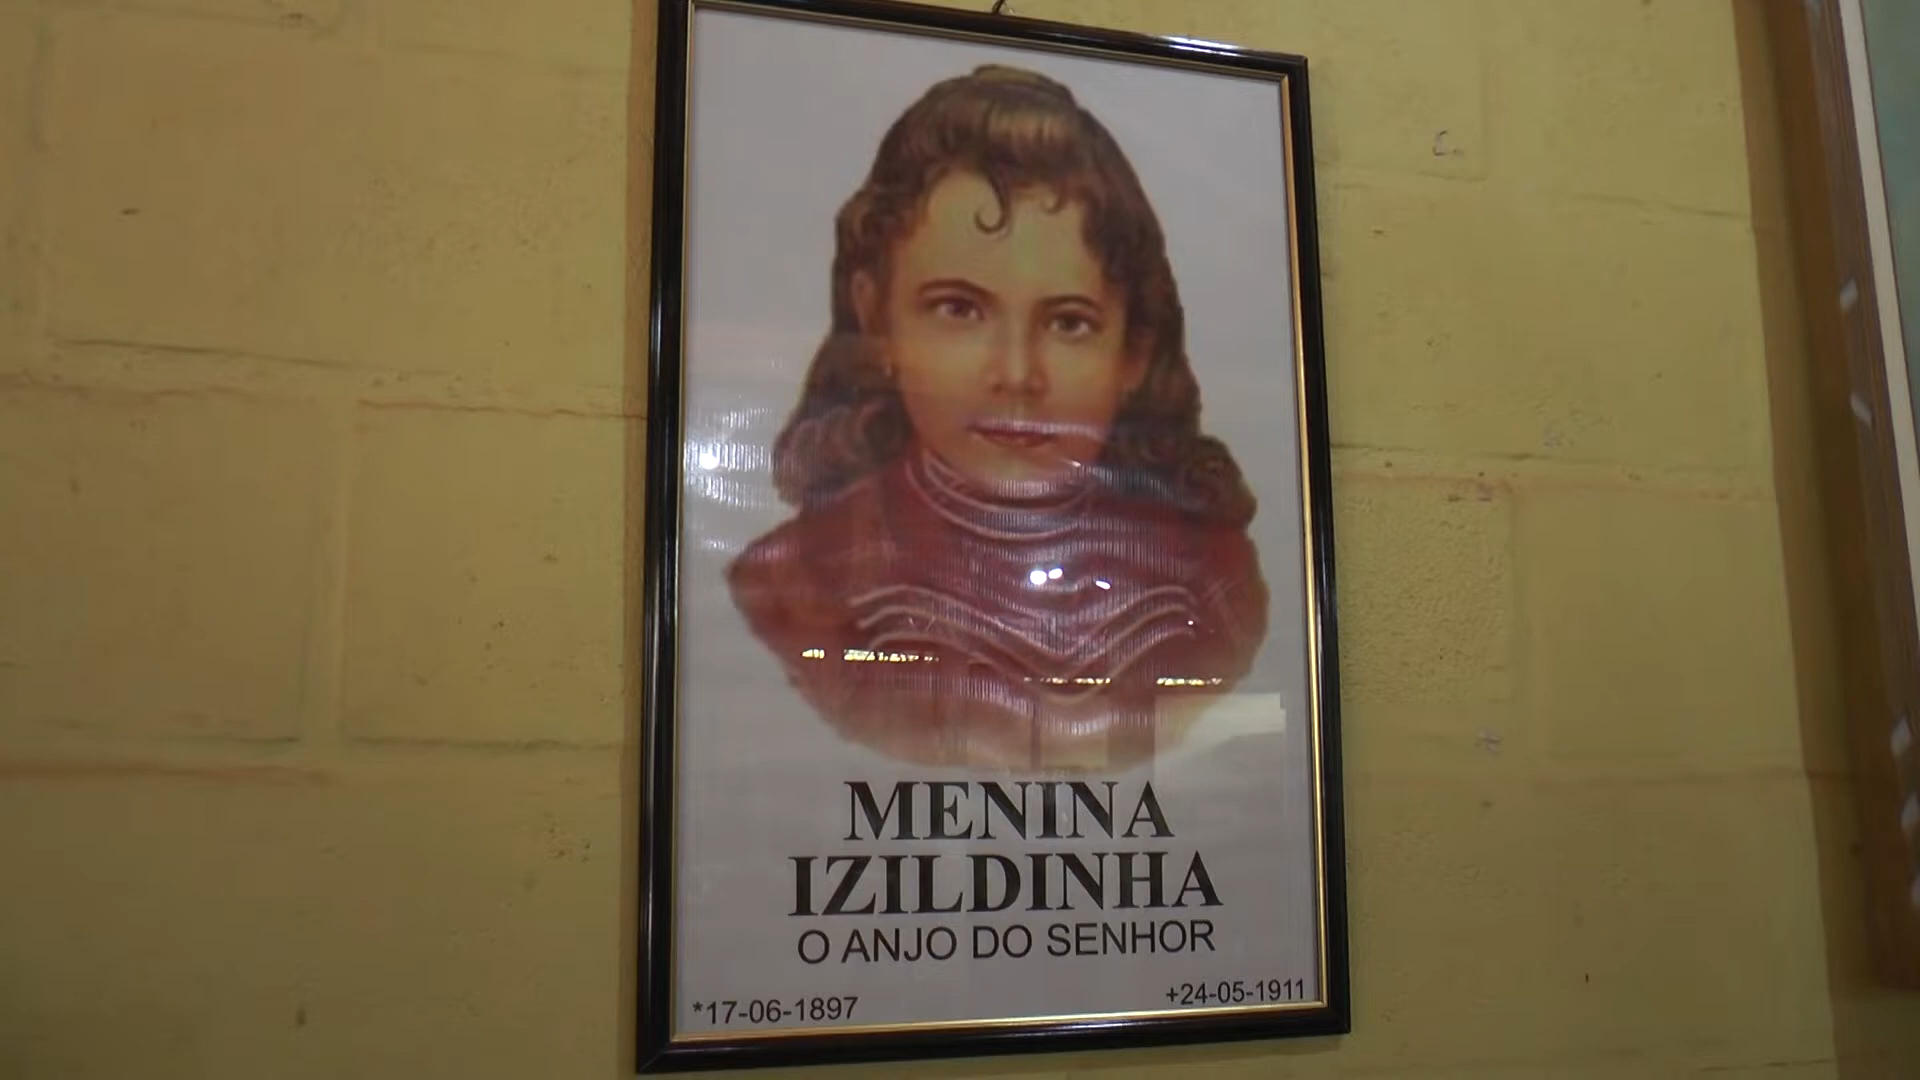 MENINA
IZILDINHA
O ANJO DO SENHOR
*17-06-1897
+24-05-1911